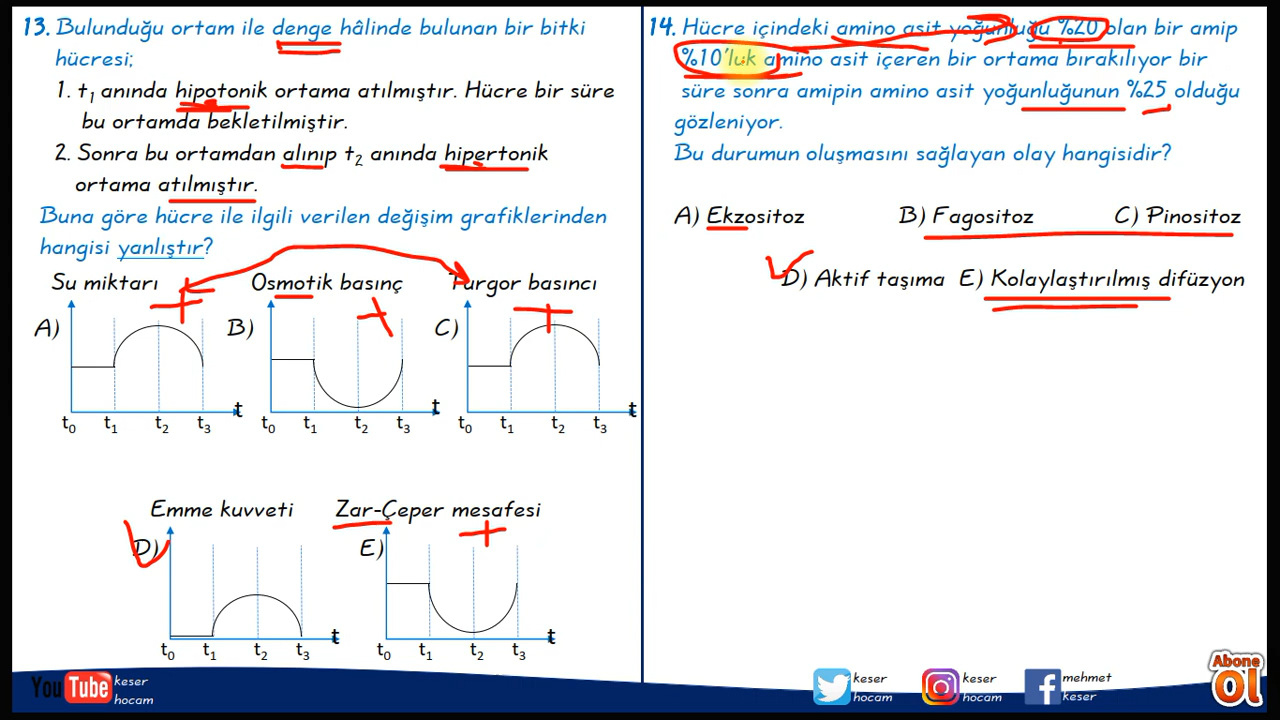 13. Bulunduğu ortam ile denge hâlinde bulunan bir bitki
hücresi;
1. t₁ anında hipotonik ortama atılmıştır. Hücre bir süre
bu ortamda bekletilmiştir.
2. Sonra bu ortamdan alınıp t₂ anında hipertonik
ortama atılmıştır.
Buna göre hücre ile ilgili verilen değişim grafiklerinden
hangisi yanlıştır?
Su miktarı
Osmotik basınç
Turgor basıncı
A)
B)
C)
t
t
t
t₀ t₁ t₂ t₃
t₀ t₁ t₂ t₃
t₀ t₁ t₂ t₃
Emme kuvveti
Zar-Çeper mesafesi
D)
E)
t
t
t₀ t₁ t₂ t₃
t₀ t₁ t₂ t₃
14. Hücre içindeki amino asit yoğunluğu %20 olan bir amip
%10'luk amino asit içeren bir ortama bırakılıyor bir
süre sonra amipin amino asit yoğunluğunun %25 olduğu
gözleniyor.
Bu durumun oluşmasını sağlayan olay hangisidir?
A) Ekzositoz B) Fagositoz C) Pinositoz
D) Aktif taşıma E) Kolaylaştırılmış difüzyon
YouTube
keser
hocam
keser
hocam
keser
hocam
mehmet
keser
Abone
Ol